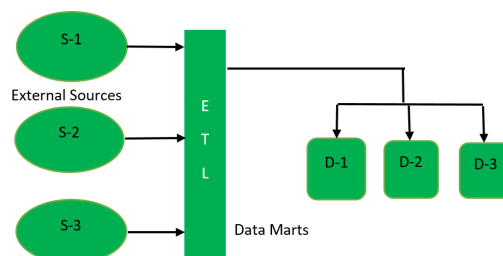 S-1
External Sources
S-2
S-3
E
T
L
D-1
D-2
D-3
Data Marts